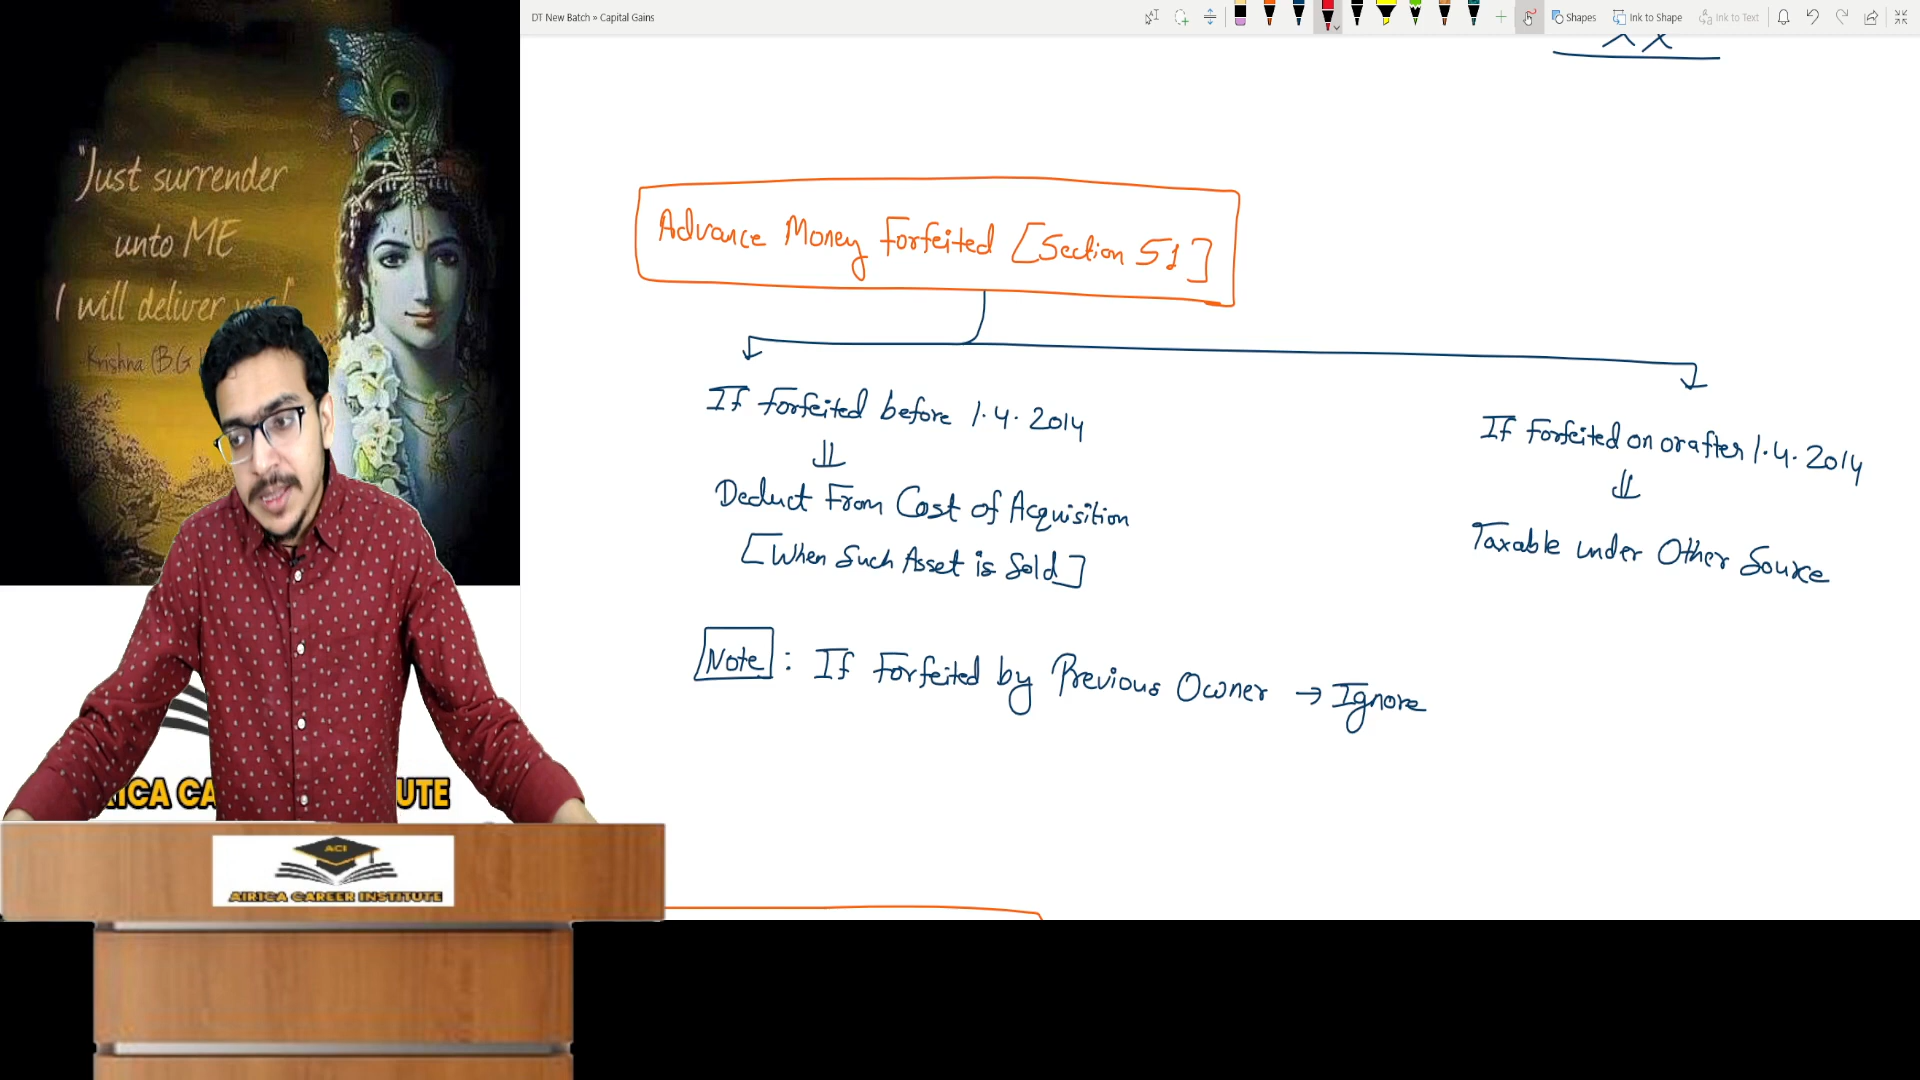 DT New Batch » Capital Gains
Shapes
Ink to Shape
Ink to Text
XX
"Just surrender
unto ME
I will deliver
- Krishna (B.G
Advance Money Forfeited [Section 51]
If Forfeited before 1.4.2014
If Forfeited on or after 1.4.2014
Deduct From Cost of Acquisition
[When Such Asset is Sold]
Taxable under Other Source
Note : If Forfeited by Previous Owner → Ignore
UTE
ACI
AIRICA CAREER INSTITUTE